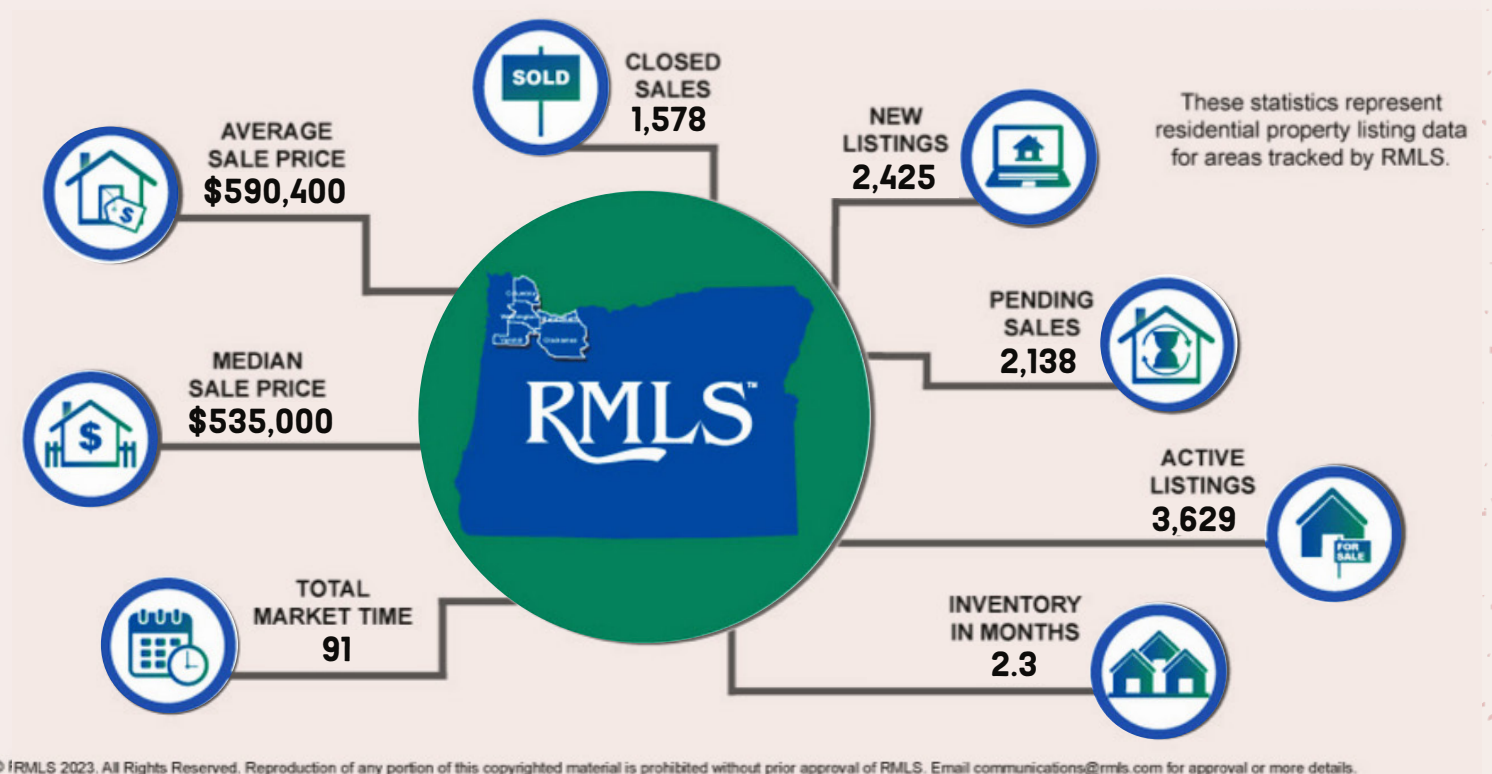 CLOSED
SALES
1,578
SOLD
AVERAGE
SALE PRICE
$590,400
$
NEW
LISTINGS
2,425
These statistics represent
residential property listing data
for areas tracked by RMLS.
PENDING
SALES
2,138
MEDIAN
SALE PRICE
$535,000
$
RMLS™
ACTIVE
LISTINGS
3,629
FOR
SALE
TOTAL
MARKET TIME
91
INVENTORY
IN MONTHS
2.3
RMLS 2023. All Rights Reserved. Reproduction of any portion of this copyrighted material is prohibited without prior approval of RMLS. Email communications@rmls.com for approval or more details.